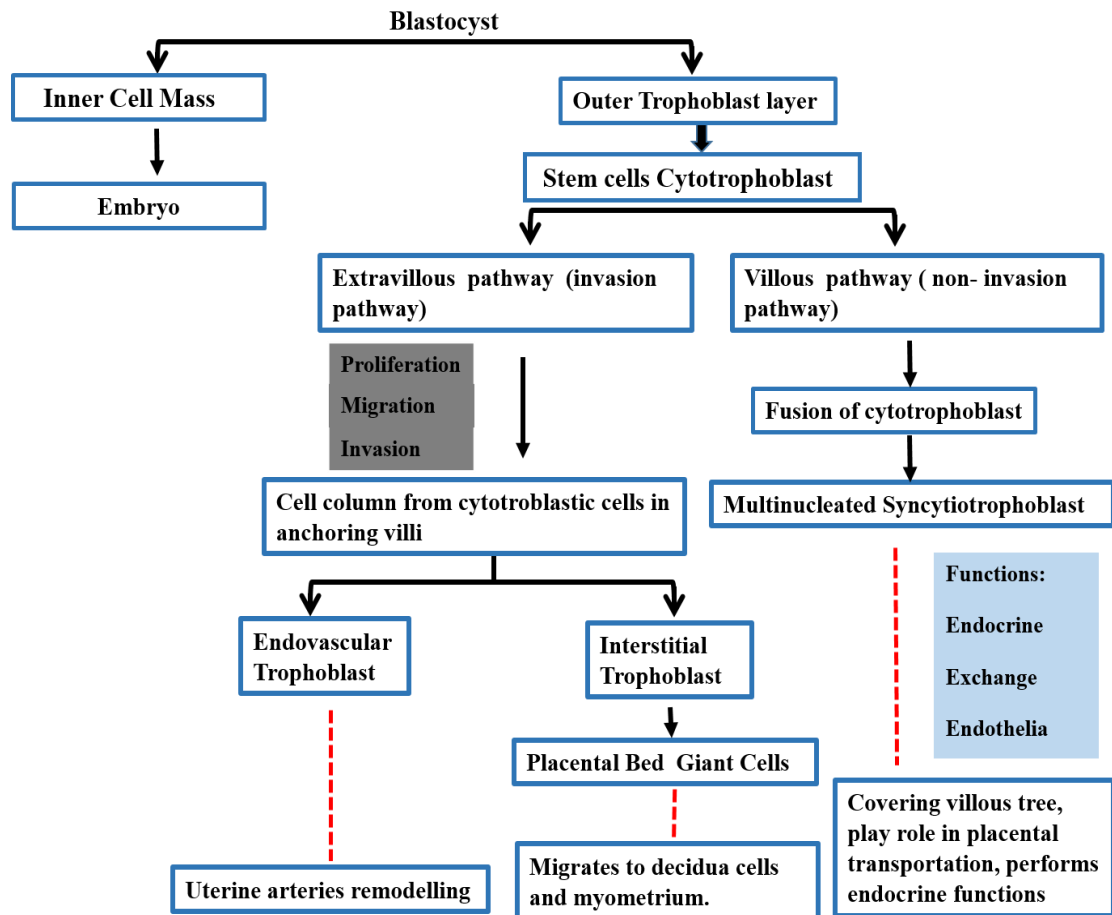 Blastocyst
Inner Cell Mass
Outer Trophoblast layer
Stem cells Cytotrophoblast
Embryo
Extravillous pathway (invasion
pathway)
Villous pathway ( non- invasion
pathway)
Proliferation
Migration
Invasion
Fusion of cytotrophoblast
Cell column from cytotroblastic cells in
anchoring villi
Multinucleated Syncytiotrophoblast
Functions:
Endocrine
Exchange
Endothelia
Endovascular
Trophoblast
Interstitial
Trophoblast
Placental Bed Giant Cells
Covering villous tree,
play role in placental
transportation, performs
endocrine functions
Uterine arteries remodelling
Migrates to decidua cells
and myometrium.